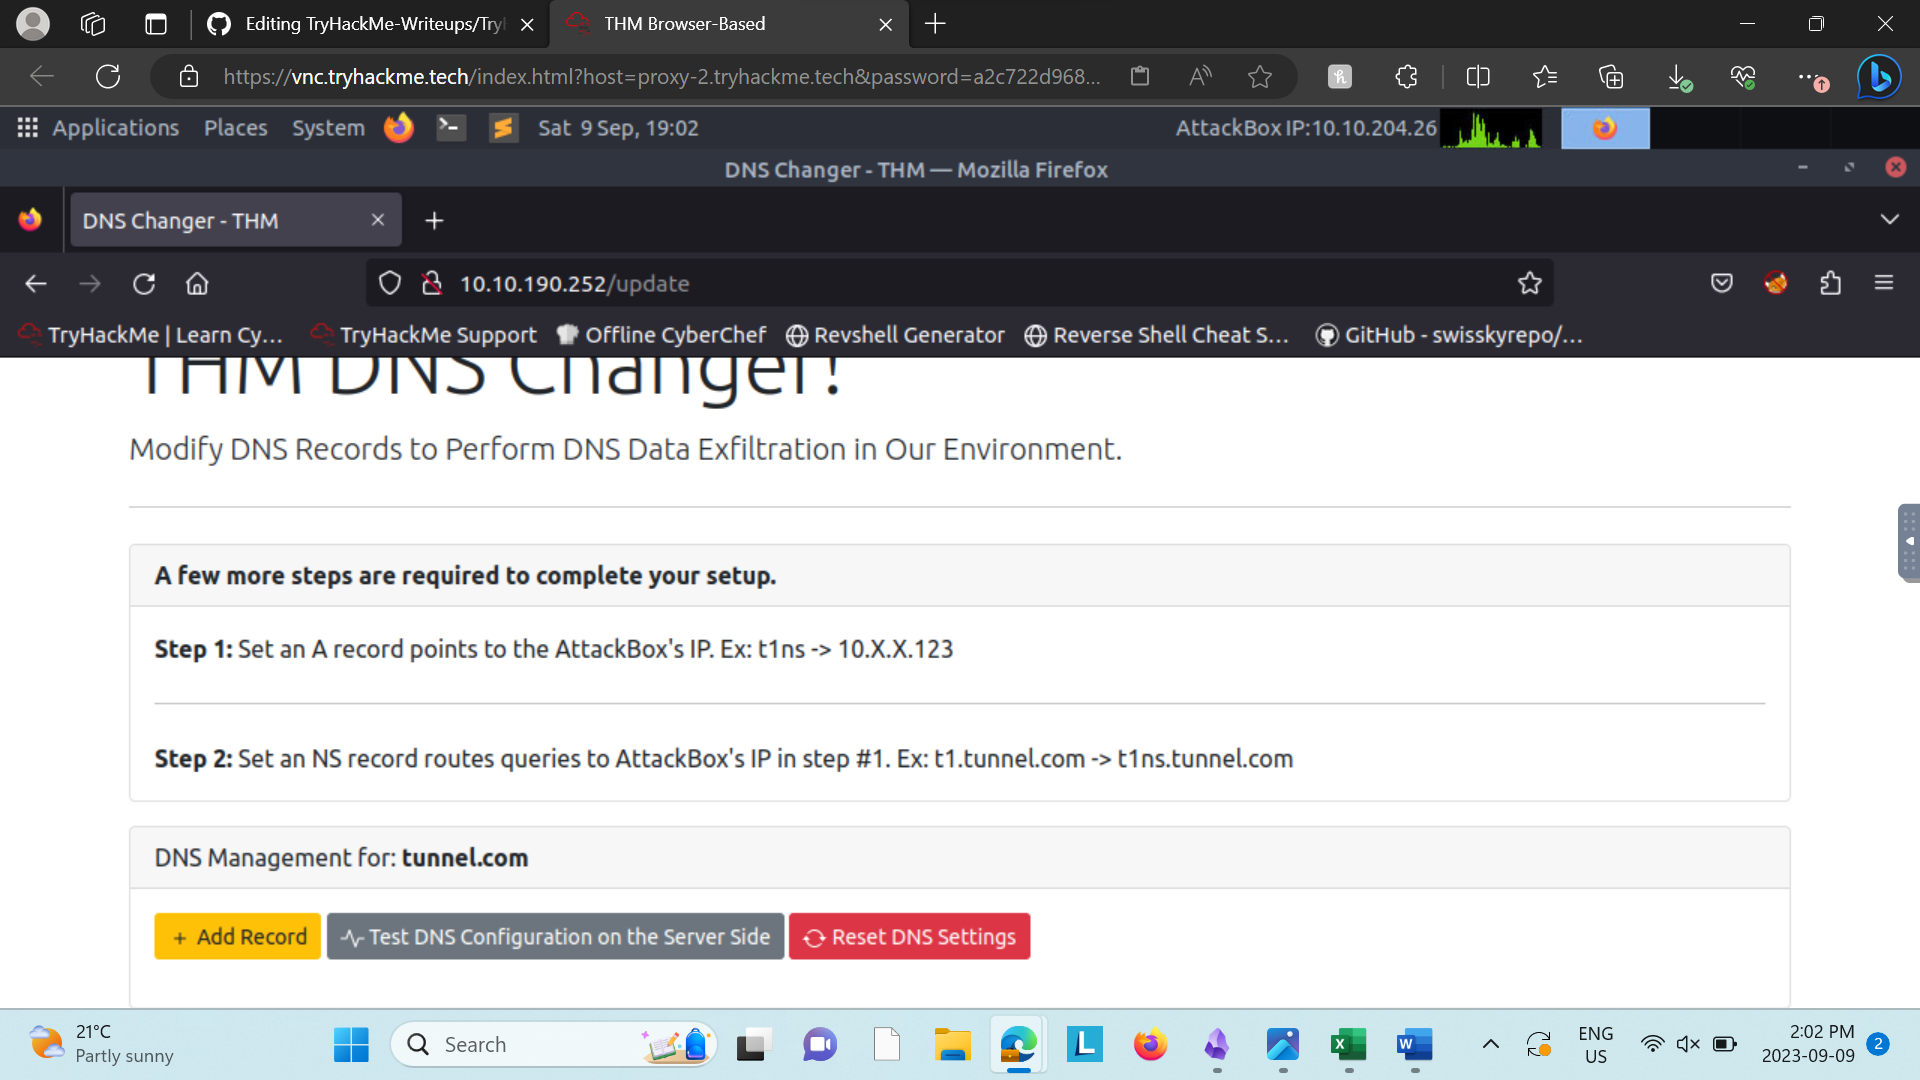 Editing TryHackMe-Writeups/Try
THM Browser-Based
https://vnc.tryhackme.tech/index.html?host=proxy-2.tryhackme.tech&password=a2c722d968...
Applications Places System Sat 9 Sep, 19:02 AttackBox IP:10.10.204.26
DNS Changer - THM — Mozilla Firefox
DNS Changer - THM
10.10.190.252/update
TryHackMe | Learn Cy... TryHackMe Support Offline CyberChef Revshell Generator Reverse Shell Cheat S... GitHub - swisskyrepo/...
THM DNS Changer!
Modify DNS Records to Perform DNS Data Exfiltration in Our Environment.
A few more steps are required to complete your setup.
Step 1: Set an A record points to the AttackBox's IP. Ex: t1ns -> 10.X.X.123
Step 2: Set an NS record routes queries to AttackBox's IP in step #1. Ex: t1.tunnel.com -> t1ns.tunnel.com
DNS Management for: tunnel.com
+ Add Record Test DNS Configuration on the Server Side Reset DNS Settings
21°C
Partly sunny
Search
ENG
US
2:02 PM
2023-09-09
2